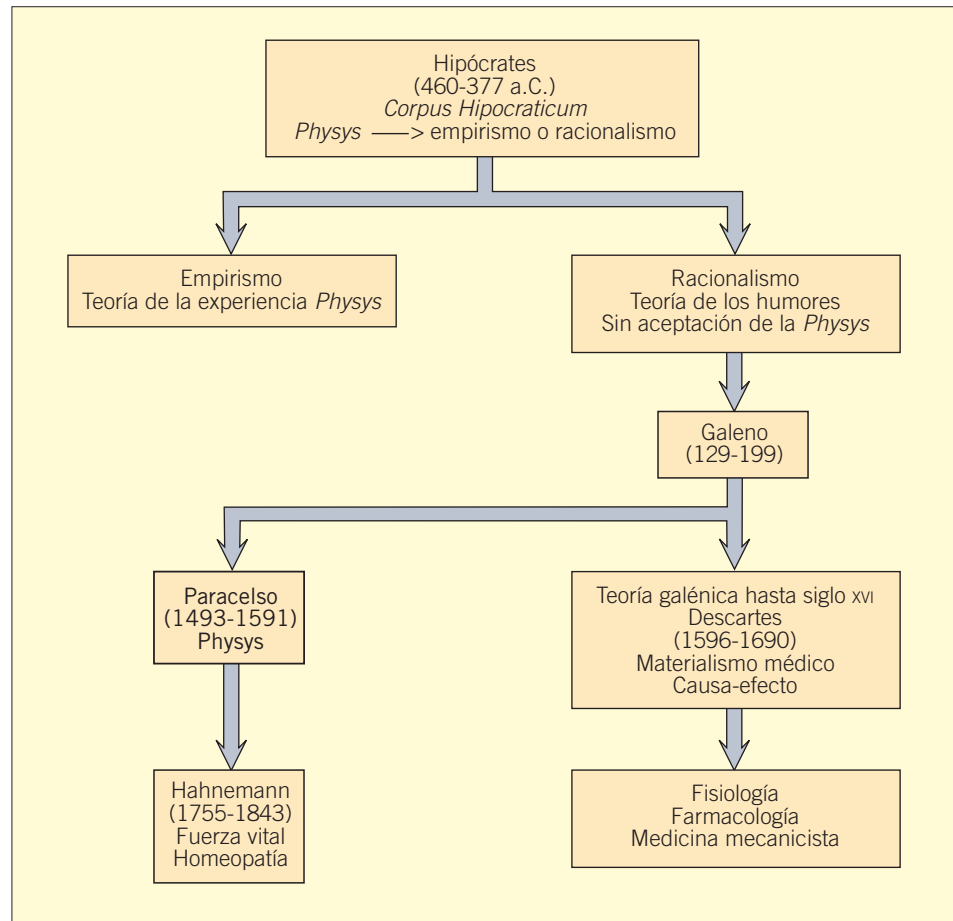 Hipócrates
(460-377 a.C.)
Corpus Hipocraticum
Physys ——> empirismo o racionalismo
Empirismo
Teoría de la experiencia Physys
Racionalismo
Teoría de los humores
Sin aceptación de la Physys
Galeno
(129-199)
Paracelso
(1493-1591)
Physys
Teoría galénica hasta siglo XVI
Descartes
(1596-1690)
Materialismo médico
Causa-efecto
Hahnemann
(1755-1843)
Fuerza vital
Homeopatía
Fisiología
Farmacología
Medicina mecanicista